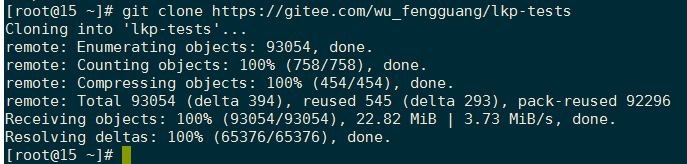 [root@15 ~]# git clone https://gitee.com/wu_fengguang/lkp-tests
Cloning into 'lkp-tests'...
remote: Enumerating objects: 93054, done.
remote: Counting objects: 100% (758/758), done.
remote: Compressing objects: 100% (454/454), done.
remote: Total 93054 (delta 394), reused 545 (delta 293), pack-reused 92296
Receiving objects: 100% (93054/93054), 22.82 MiB | 3.73 MiB/s, done.
Resolving deltas: 100% (65376/65376), done.
[root@15 ~]#